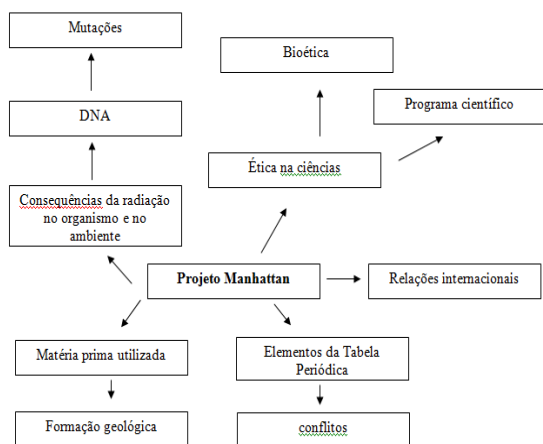 Mutações
Bioética
Programa científico
DNA
Ética na ciências
Consequências da radiação
no organismo e no
ambiente
Projeto Manhattan
Relações internacionais
Matéria prima utilizada
Elementos da Tabela
Periódica
Formação geológica
conflitos